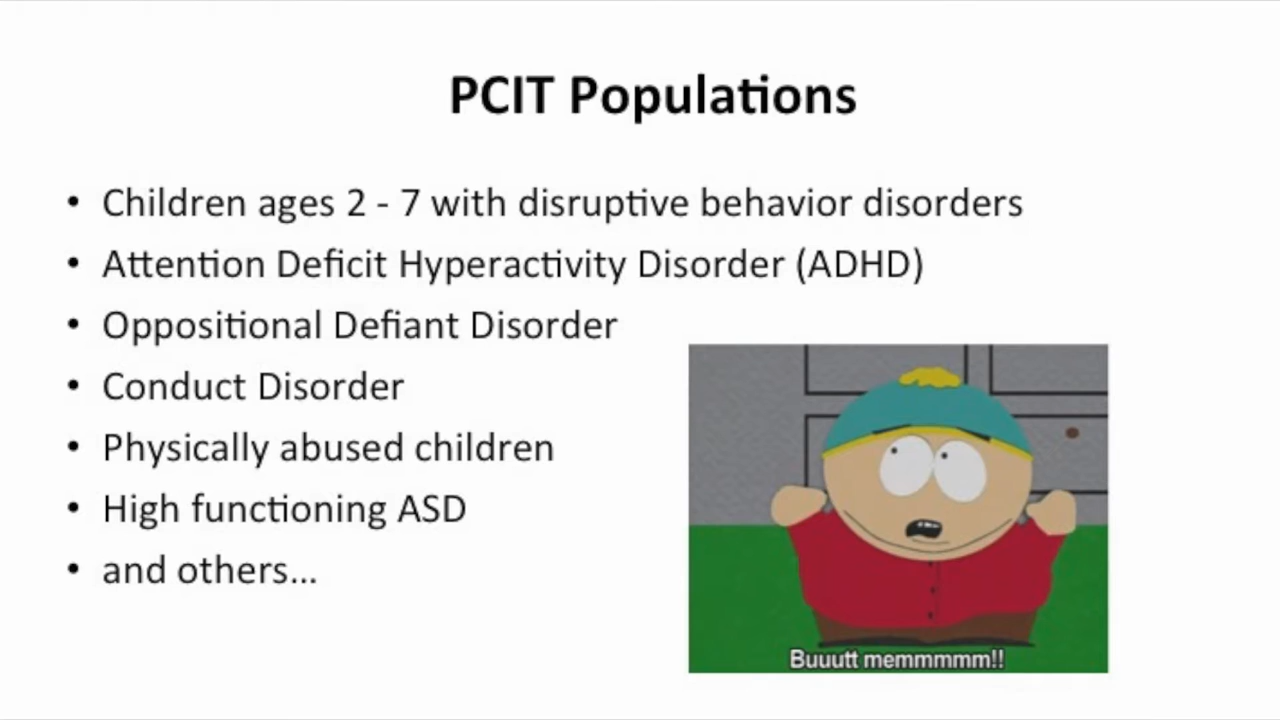 PCIT Populations
• Children ages 2 - 7 with disruptive behavior disorders
• Attention Deficit Hyperactivity Disorder (ADHD)
• Oppositional Defiant Disorder
• Conduct Disorder
• Physically abused children
• High functioning ASD
• and others...
Buuutt memmmmm!!